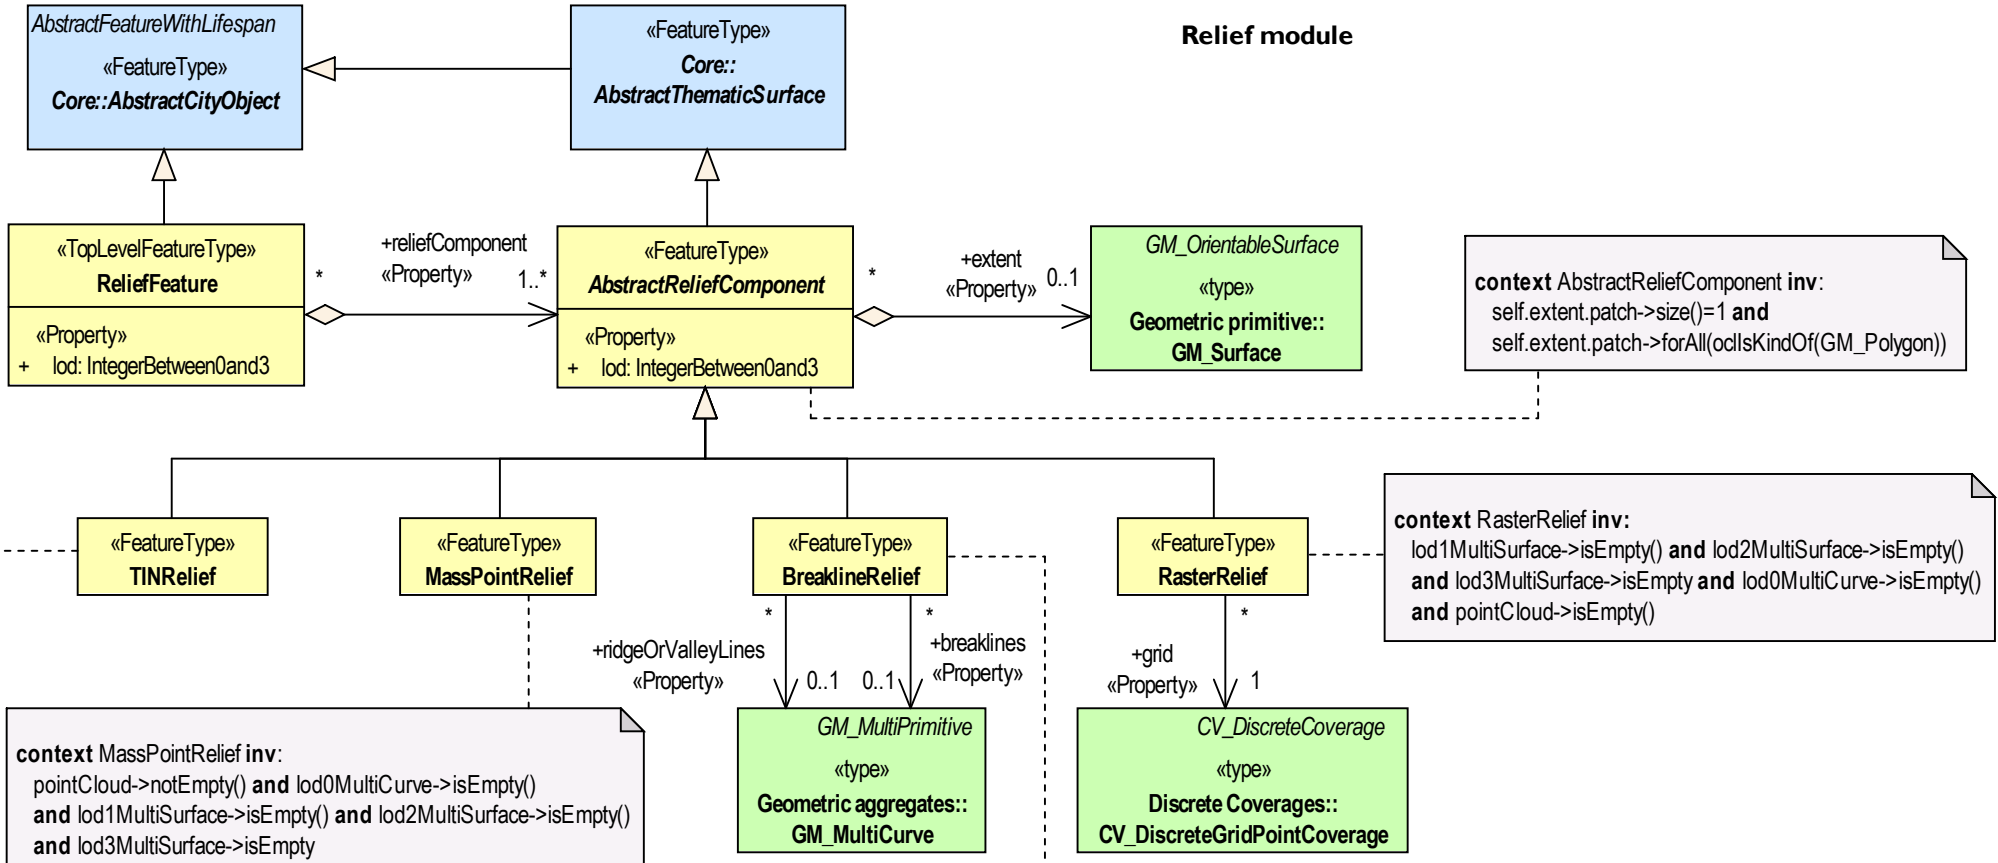 Relief module
AbstractFeatureWithLifespan
«FeatureType»
Core::AbstractCityObject
«FeatureType»
Core::
AbstractThematicSurface
«TopLevelFeatureType»
ReliefFeature
«Property»
+ lod: IntegerBetween0and3
*
+reliefComponent
«Property»
1..*
«FeatureType»
AbstractReliefComponent
«Property»
+ lod: IntegerBetween0and3
*
+extent
«Property»
0..1
GM_OrientableSurface
«type»
Geometric primitive::
GM_Surface
context AbstractReliefComponent inv:
self.extent.patch->size()=1 and
self.extent.patch->forAll(oclIsKindOf(GM_Polygon))
«FeatureType»
TINRelief
«FeatureType»
MassPointRelief
«FeatureType»
BreaklineRelief
«FeatureType»
RasterRelief
context RasterRelief inv:
lod1MultiSurface->isEmpty() and lod2MultiSurface->isEmpty()
and lod3MultiSurface->isEmpty and lod0MultiCurve->isEmpty()
and pointCloud->isEmpty()
*
+ridgeOrValleyLines
«Property»
0..1
*
+breaklines
«Property»
0..1
*
+grid
«Property»
1
context MassPointRelief inv:
pointCloud->notEmpty() and lod0MultiCurve->isEmpty()
and lod1MultiSurface->isEmpty() and lod2MultiSurface->isEmpty()
and lod3MultiSurface->isEmpty
GM_MultiPrimitive
«type»
Geometric aggregates::
GM_MultiCurve
CV_DiscreteCoverage
«type»
Discrete Coverages::
CV_DiscreteGridPointCoverage